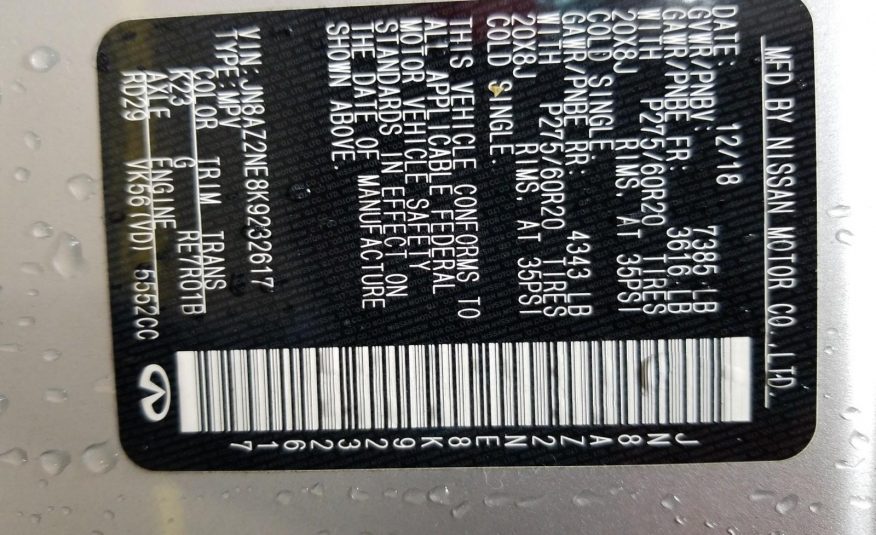 MFD BY NISSAN MOTOR CO.,LTD.
DATE: 12/18
GVWR/PNBV: 7385 LB
GAWR/PNBE FR: 3616 LB
WITH P275/60R20 TIRES
20X8J RIMS. AT 35PSI
COLD SINGLE.
GAWR/PNBE RR: 4343 LB
WITH P275/60R20 TIRES
20X8J RIMS. AT 35PSI
COLD SINGLE.
THIS VEHICLE CONFORMS TO
ALL APPLICABLE FEDERAL
MOTOR VEHICLE SAFETY
STANDARDS IN EFFECT ON
THE DATE OF MANUFACTURE
SHOWN ABOVE.
VIN:JN8AZ2NE8K9232617
TYPE:MPV
COLOR TRIM TRANS
K23 G RE7R01B
AXLE ENGINE
RD29 VK56(VD) 5552CC
JN8AZ2NE8K9232617